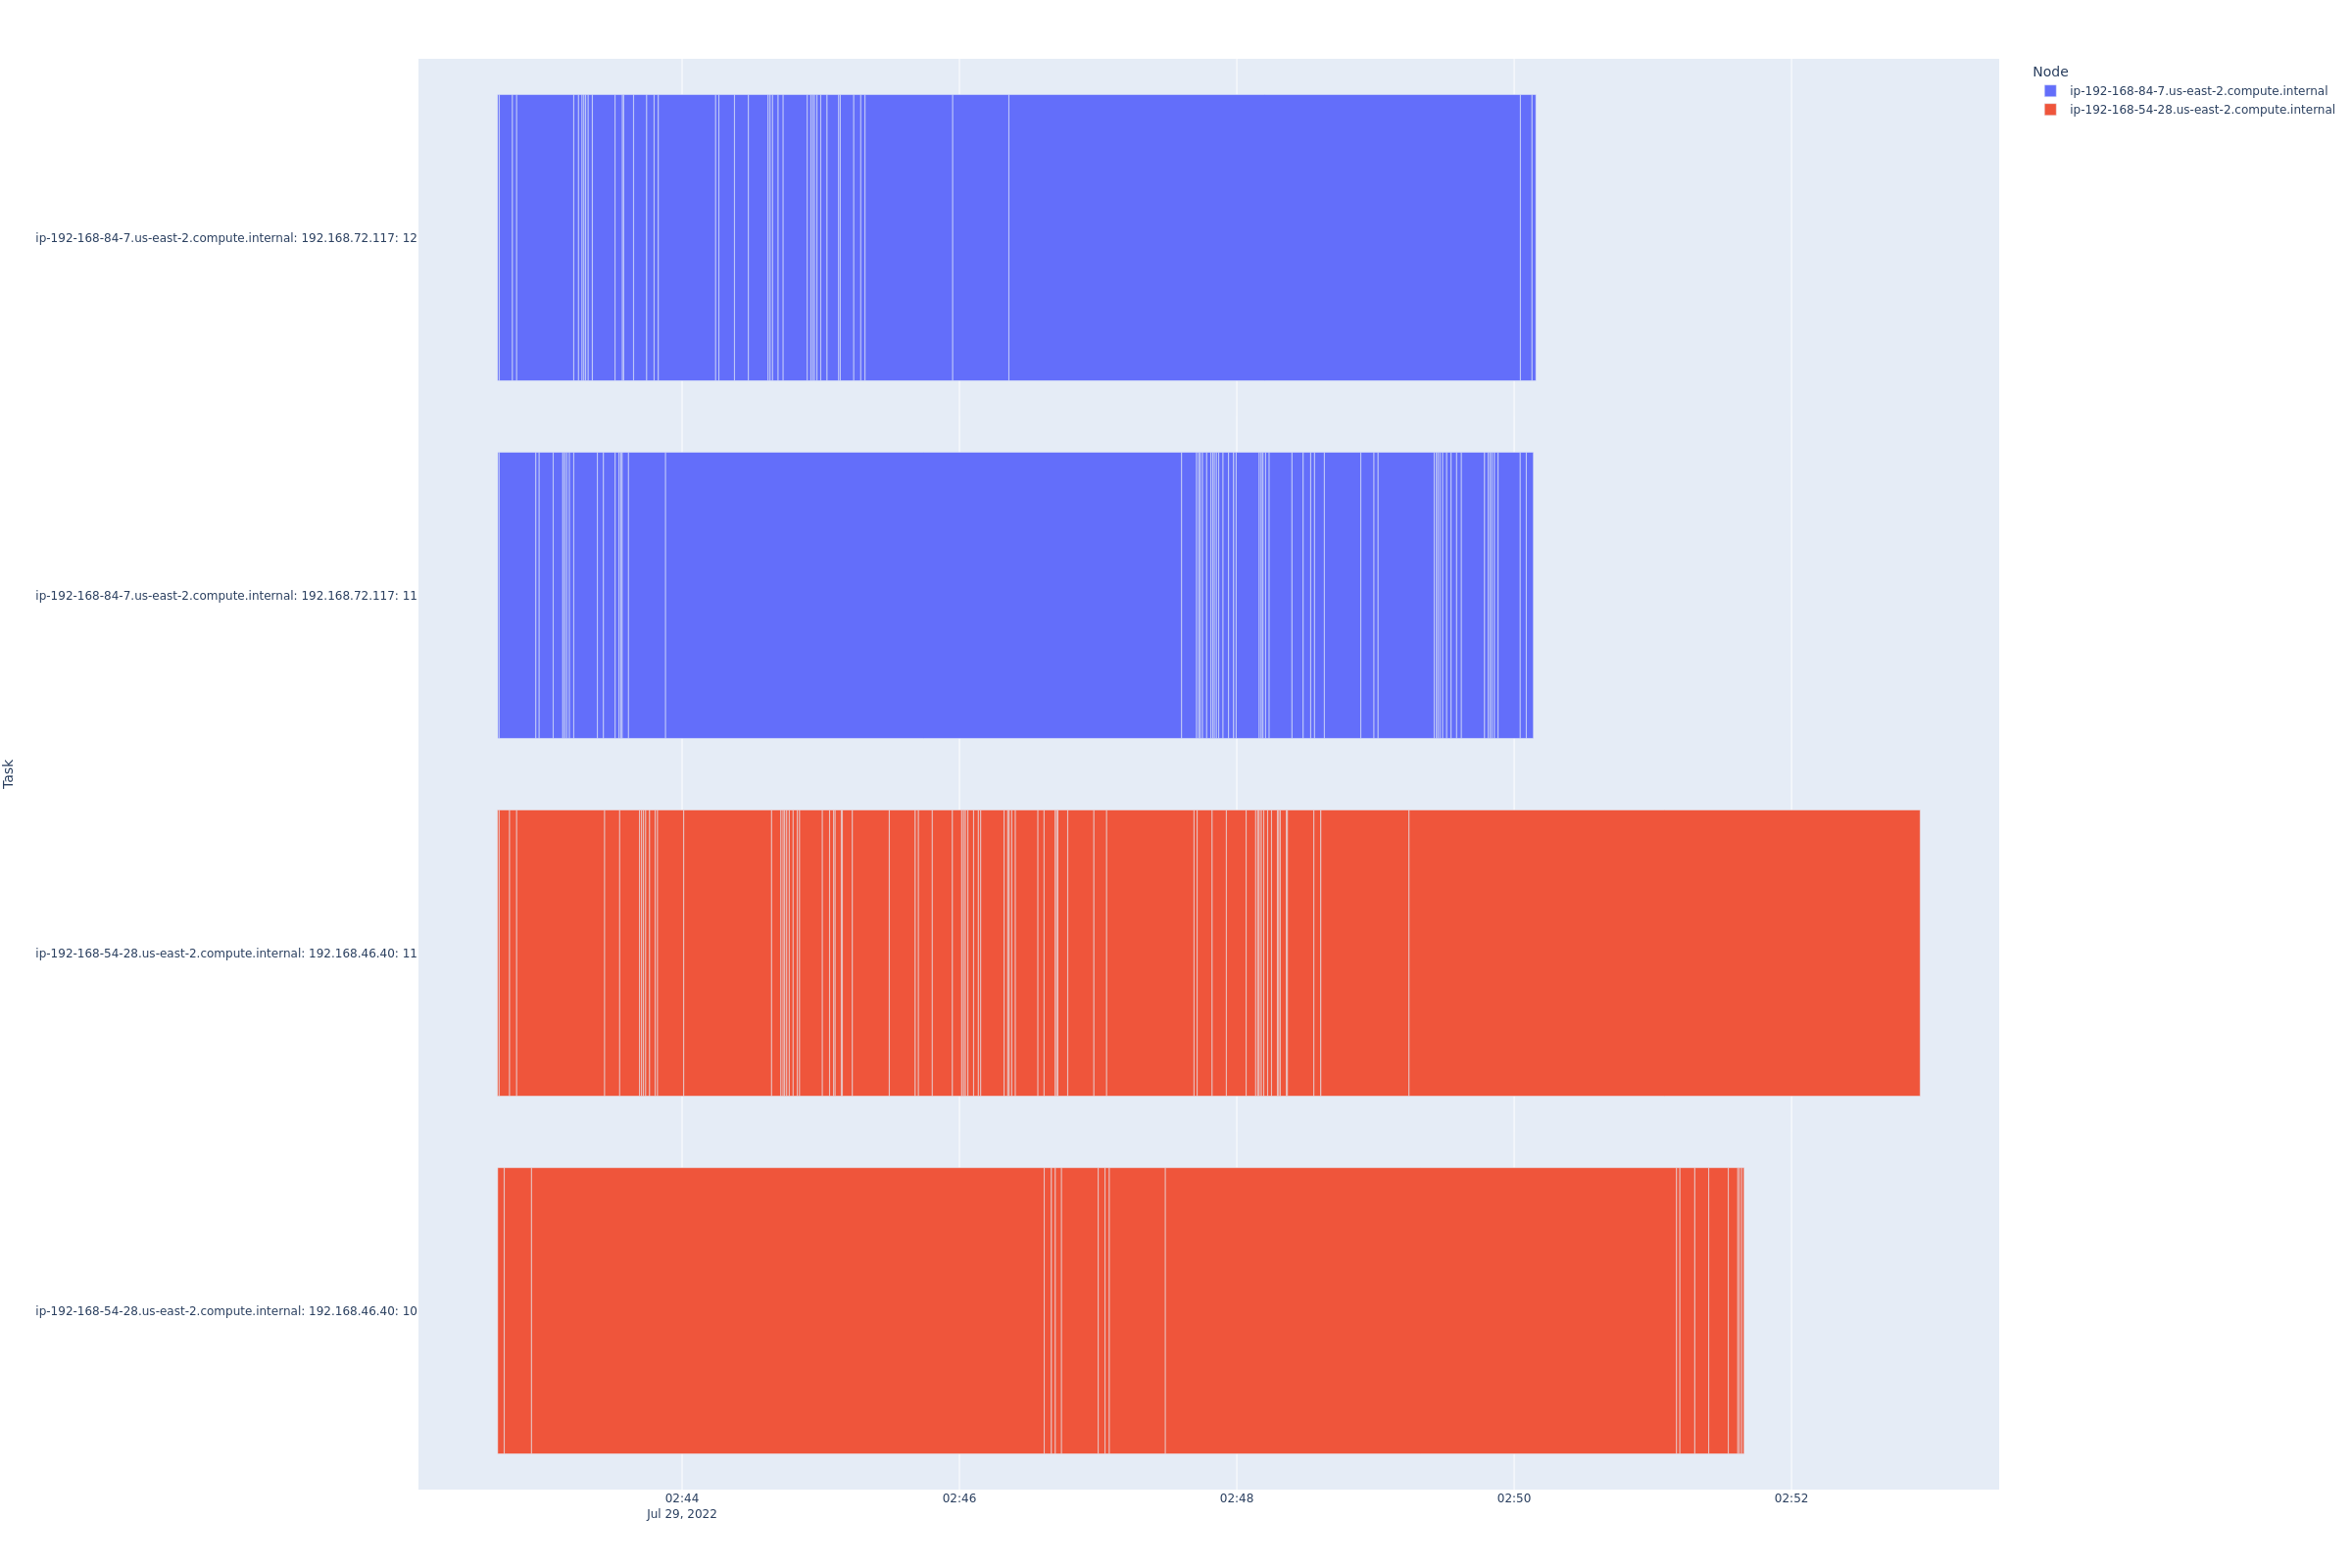 Node
ip-192-168-84-7.us-east-2.compute.internal
ip-192-168-54-28.us-east-2.compute.internal
ip-192-168-84-7.us-east-2.compute.internal: 192.168.72.117: 12
ip-192-168-84-7.us-east-2.compute.internal: 192.168.72.117: 11
Task
ip-192-168-54-28.us-east-2.compute.internal: 192.168.46.40: 11
ip-192-168-54-28.us-east-2.compute.internal: 192.168.46.40: 10
02:44 02:46 02:48 02:50 02:52
Jul 29, 2022